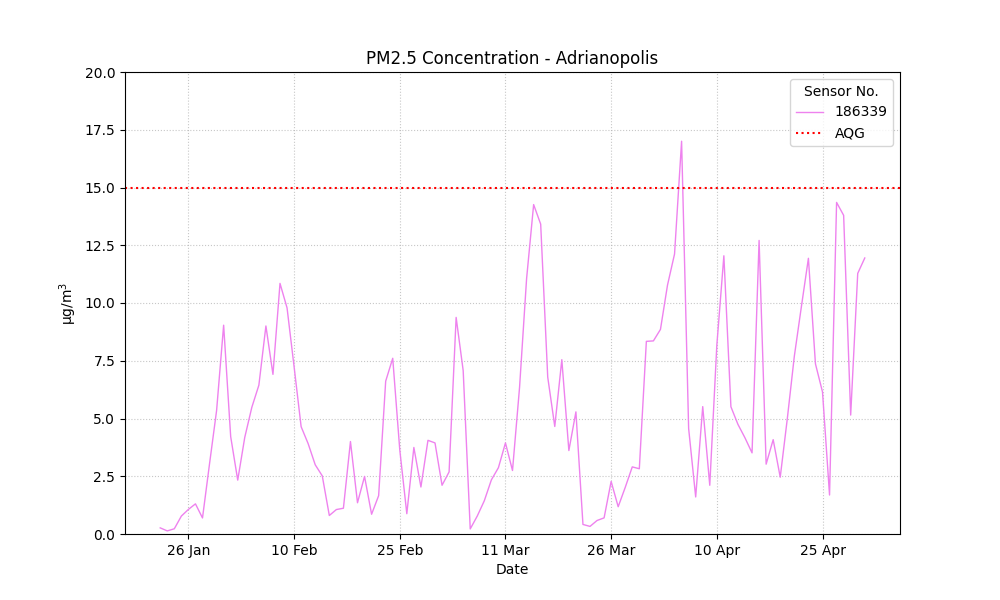 PM2.5 Concentration - Adrianopolis
Sensor No.
186339
AQG
20.0
17.5
15.0
12.5
10.0
7.5
5.0
2.5
0.0
µg/m³
26 Jan
10 Feb
25 Feb
11 Mar
26 Mar
10 Apr
25 Apr
Date